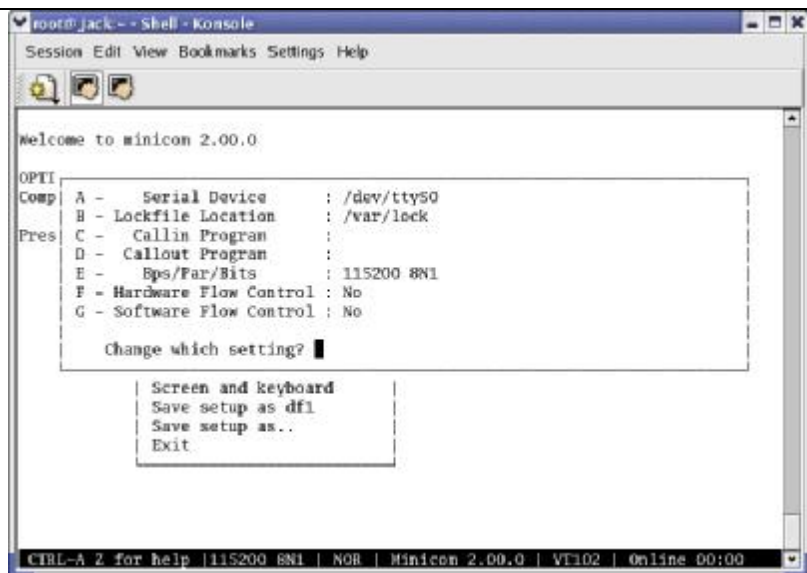 root@jack:~ - Shell - Konsole
Session Edit View Bookmarks Settings Help
Welcome to minicom 2.00.0
OPTI
Comp
A - Serial Device : /dev/ttyS0
B - Lockfile Location : /var/lock
Pres
C - Callin Program :
D - Callout Program :
E - Bps/Par/Bits : 115200 8N1
F - Hardware Flow Control : No
G - Software Flow Control : No
Change which setting?
Screen and keyboard
Save setup as dfl
Save setup as..
Exit
CTRL-A Z for help |115200 8N1 | NOR | Minicom 2.00.0 | VT102 | Online 00:00